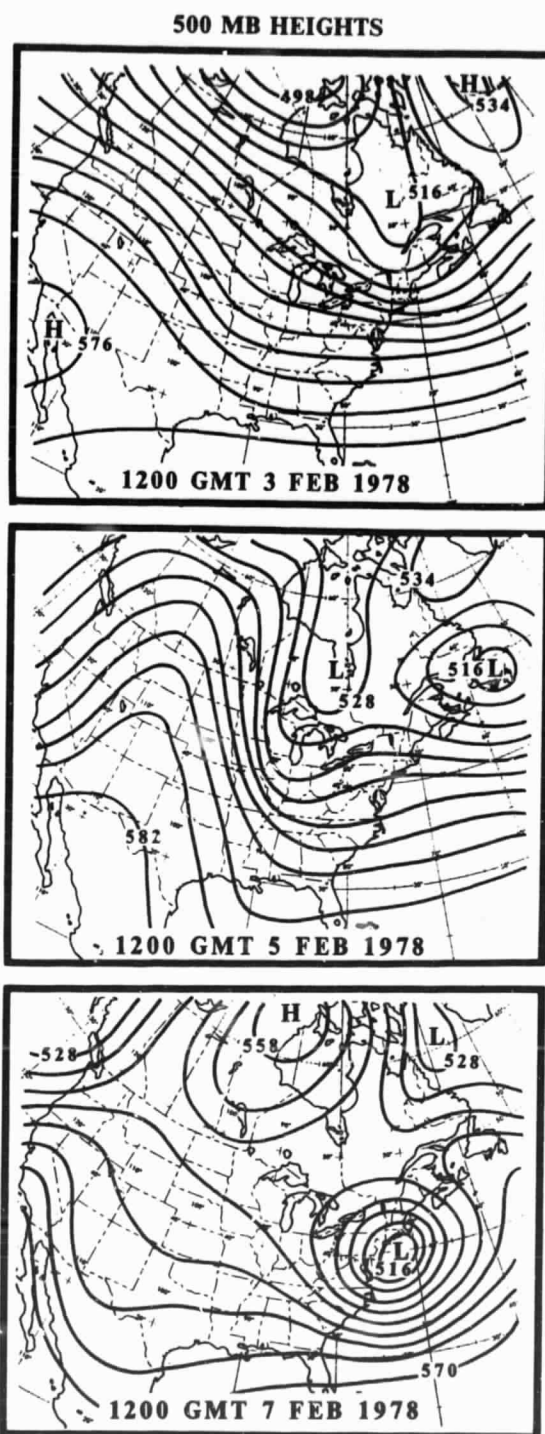 500 MB HEIGHTS
498
H
534
L 516
H 576
1200 GMT 3 FEB 1978
534
516 L
L
528
582
1200 GMT 5 FEB 1978
H
558
L
528
528
L
516
570
1200 GMT 7 FEB 1978